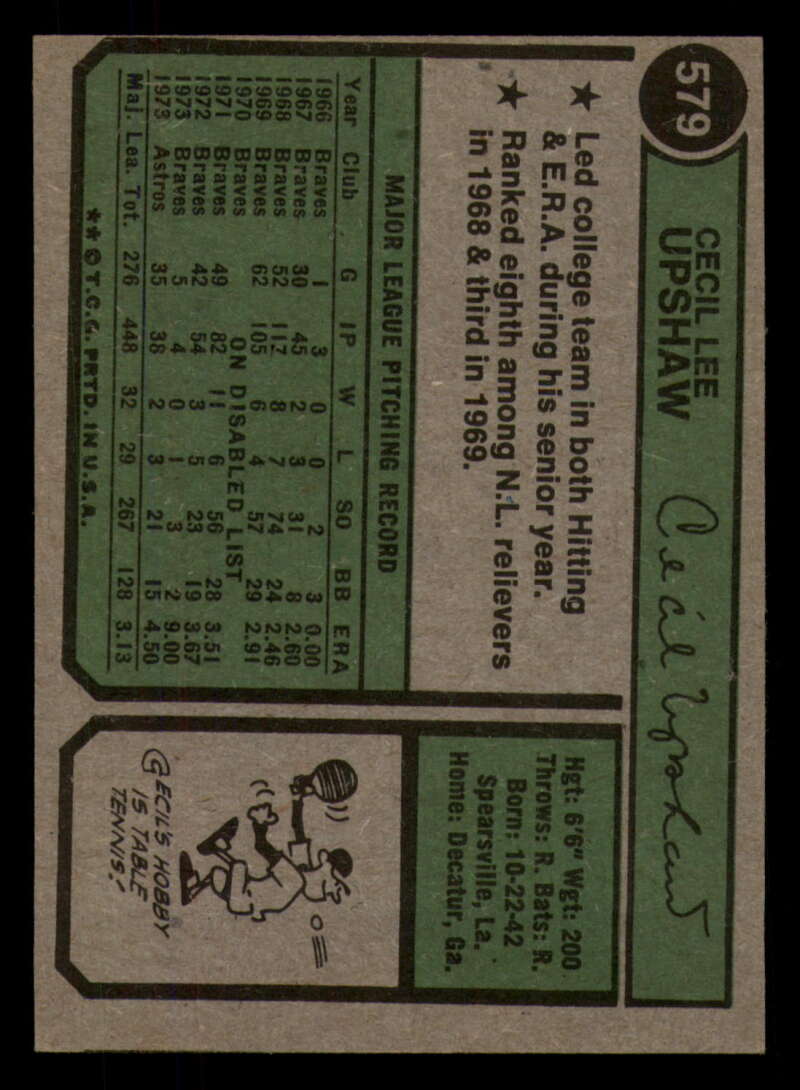 579
CECIL LEE
UPSHAW
Cecil Upshaw
★ Led college team in both Hitting
& E.R.A. during his senior year.
★ Ranked eighth among N.L. relievers
in 1968 & third in 1969.
MAJOR LEAGUE PITCHING RECORD
Year Club G IP W L SO BB ERA
1966 Braves 1 3 0 0 2 3 0.00
1967 Braves 30 45 2 3 31 8 2.60
1968 Braves 52 117 8 7 74 24 2.46
1969 Braves 62 105 6 4 57 29 2.91
1970 Braves ON DISABLED LIST
1971 Braves 49 82 11 6 56 28 3.51
1972 Braves 42 54 3 5 23 19 3.67
1973 Braves 5 4 0 1 3 2 9.00
1973 Astros 35 38 2 3 21 15 4.50
Maj. Lea. Tot. 276 448 32 29 267 128 3.13
**©T.C.G. PRTD. IN U.S.A.
Hgt: 6'6" Wgt: 200
Throws: R. Bats: R.
Born: 10-22-42
Spearsville, La.
Home: Decatur, Ga.
CECIL'S HOBBY
IS TABLE
TENNIS!